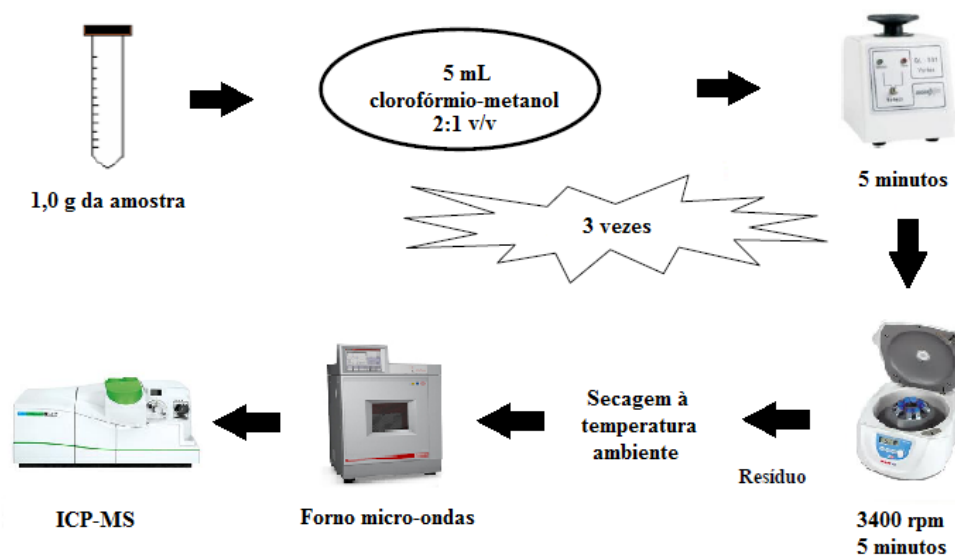 5 mL
clorofórmio-metanol
2:1 v/v
1,0 g da amostra
5 minutos
3 vezes
Secagem à
temperatura
ambiente
Resíduo
ICP-MS
Forno micro-ondas
3400 rpm
5 minutos